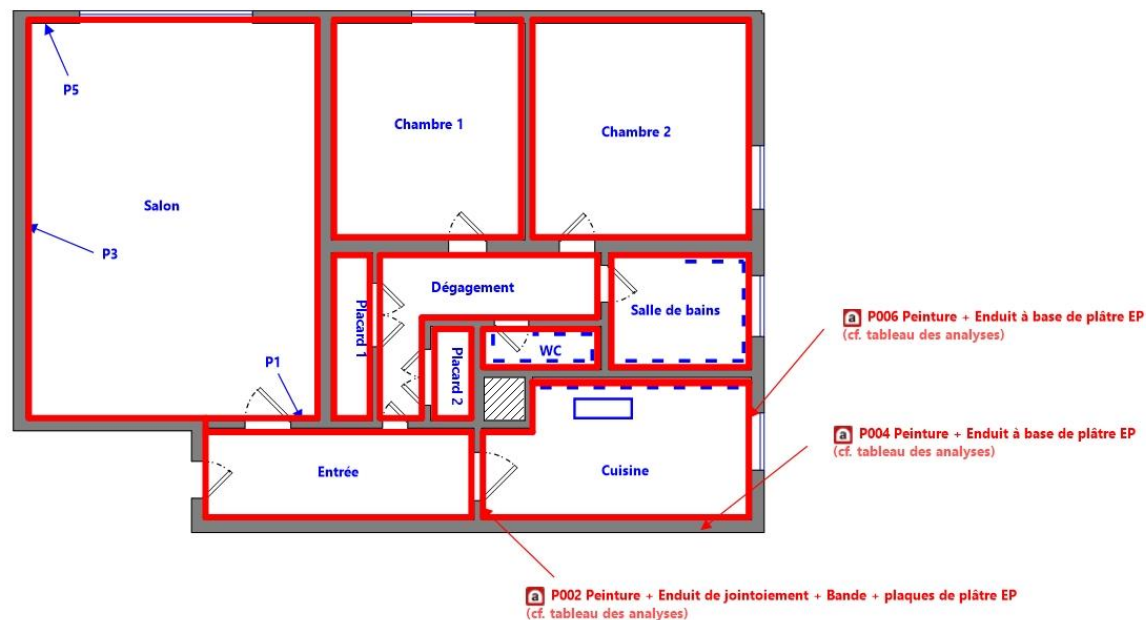 P5
Chambre 1
Chambre 2
Salon
P3
Dégagement
Salle de bains
Placard 1
WC
Placard 2
P1
Entrée
Cuisine
a P006 Peinture + Enduit à base de plâtre EP
(cf. tableau des analyses)
a P004 Peinture + Enduit à base de plâtre EP
(cf. tableau des analyses)
a P002 Peinture + Enduit de jointoiement + Bande + plaques de plâtre EP
(cf. tableau des analyses)